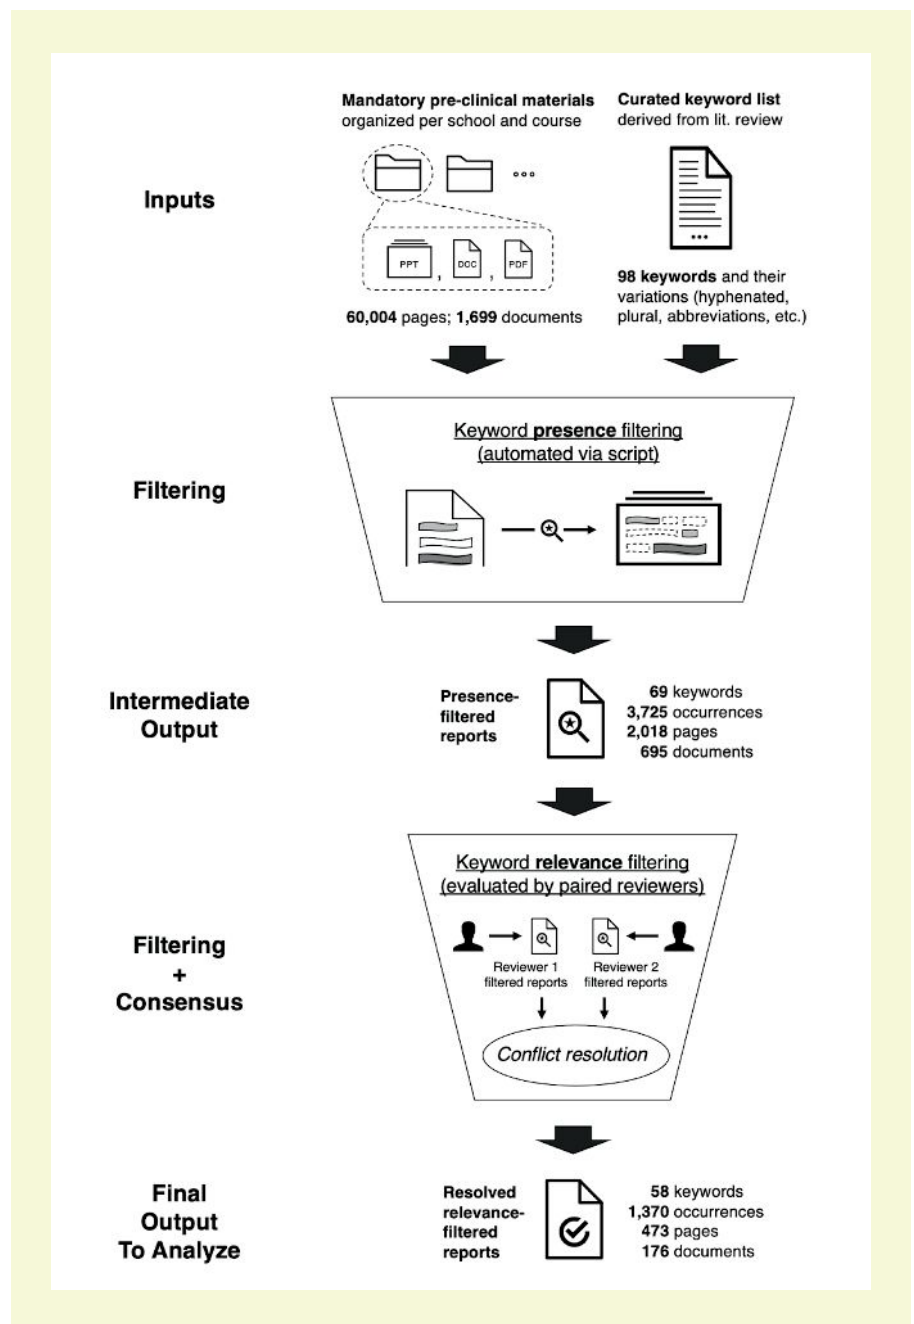 Mandatory pre-clinical materials
organized per school and course
Curated keyword list
derived from lit. review
Inputs
PPT
,
DOC
,
PDF
60,004 pages; 1,699 documents
98 keywords and their
variations (hyphenated,
plural, abbreviations, etc.)
Filtering
Keyword presence filtering
(automated via script)
Intermediate
Output
Presence-
filtered
reports
69 keywords
3,725 occurrences
2,018 pages
695 documents
Filtering
+
Consensus
Keyword relevance filtering
(evaluated by paired reviewers)
Reviewer 1
filtered reports
Reviewer 2
filtered reports
Conflict resolution
Final
Output
To Analyze
Resolved
relevance-
filtered
reports
58 keywords
1,370 occurrences
473 pages
176 documents